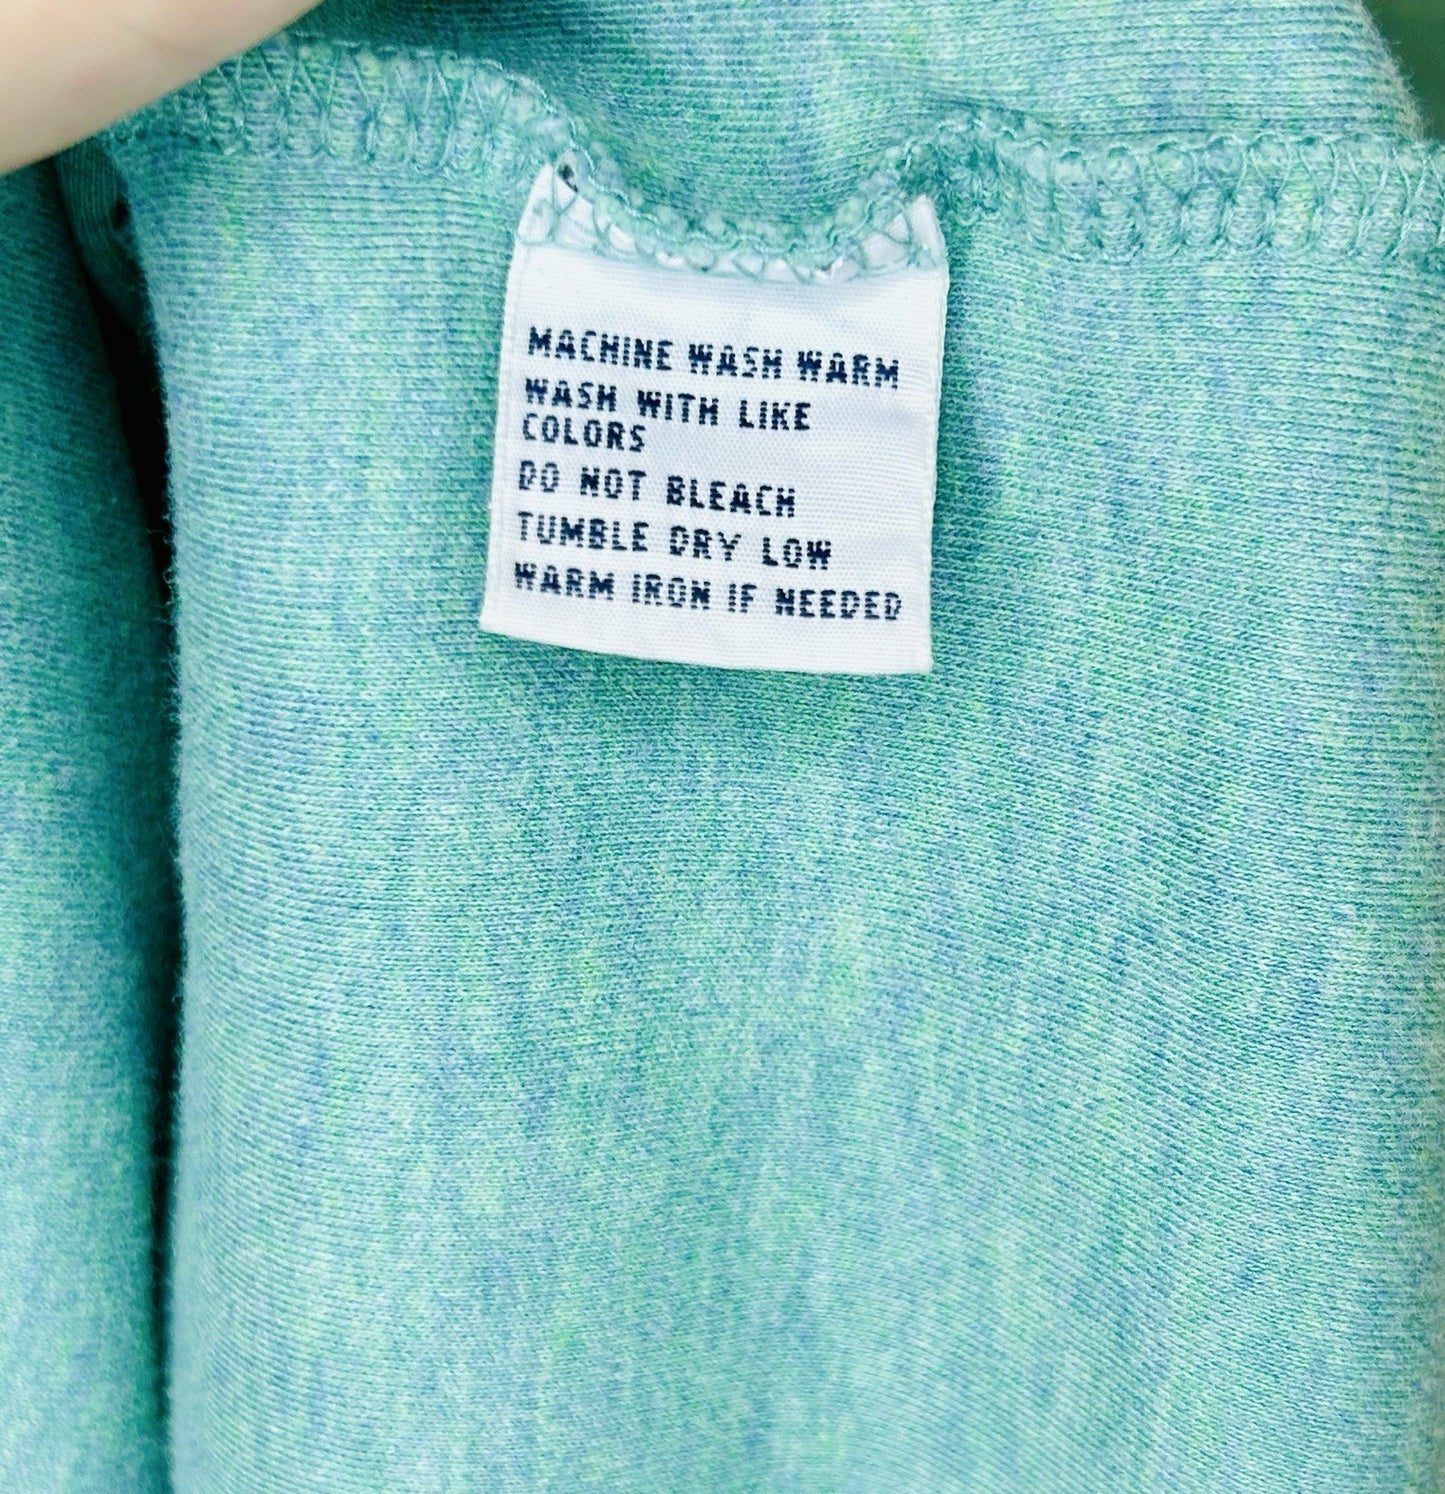 MACHINE WASH WARM
WASH WITH LIKE
COLORS
DO NOT BLEACH
TUMBLE DRY LOW
WARM IRON IF NEEDED